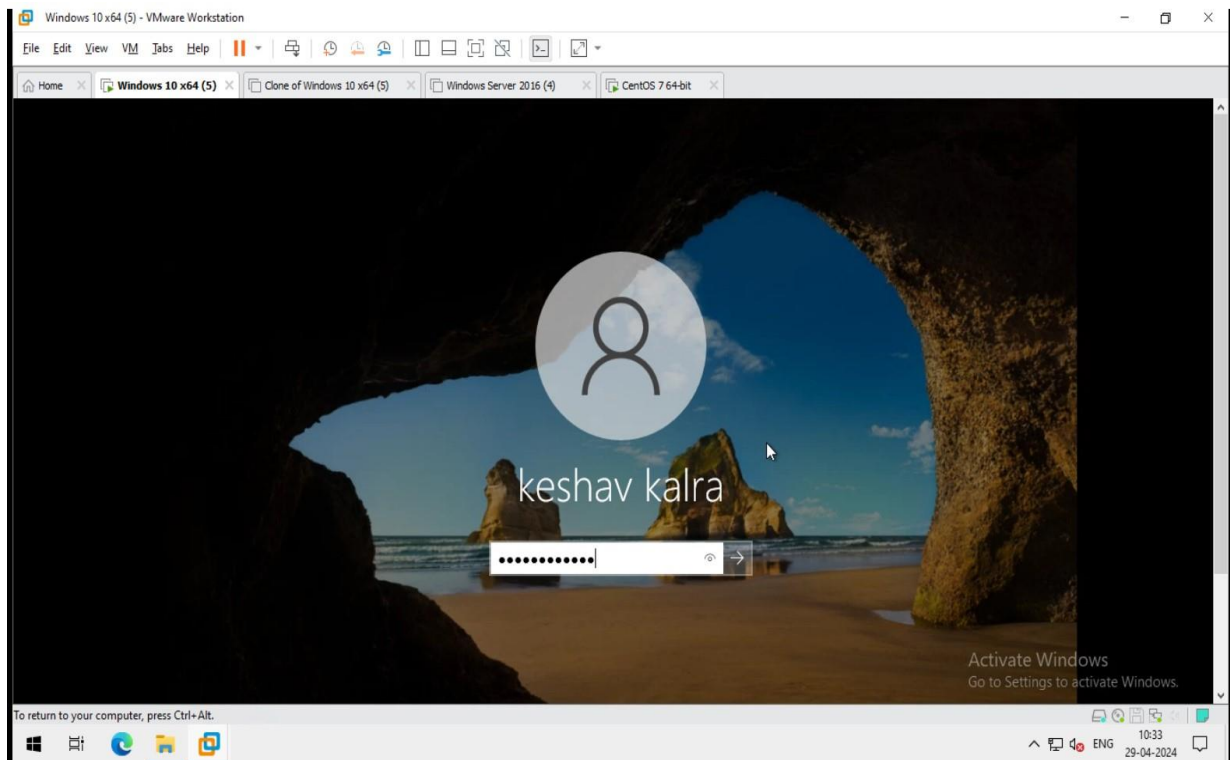 Windows 10 x64 (5) - VMware Workstation
File Edit View VM Tabs Help
Home Windows 10 x64 (5) Clone of Windows 10 x64 (5) Windows Server 2016 (4) CentOS 7 64-bit
keshav kalra
Activate Windows
Go to Settings to activate Windows.
To return to your computer, press Ctrl+Alt.
ENG
10:33
29-04-2024